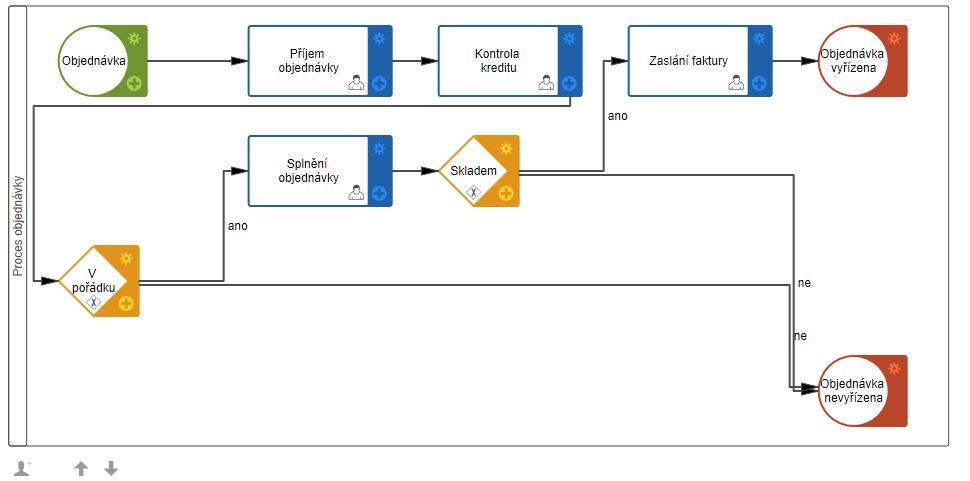 Proces objednávky
Objednávka
Příjem
objednávky
Kontrola
kreditu
Zaslání faktury
Objednávka
vyřízena
ano
Splnění
objednávky
Skladem
ano
V
pořádku
ne
ne
Objednávka
nevyřízena